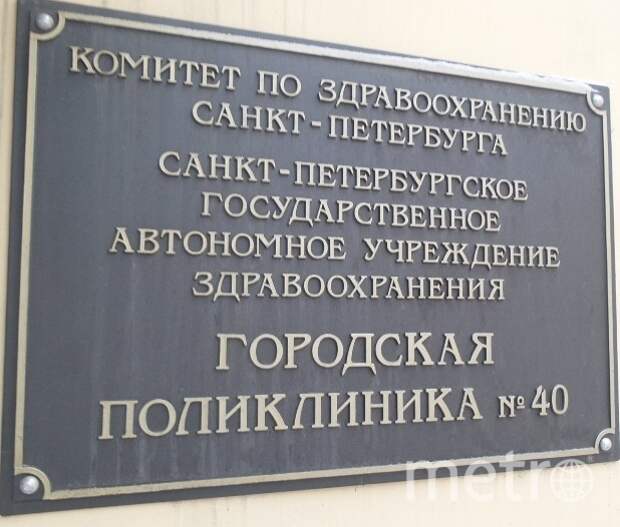 КОМИТЕТ ПО ЗДРАВООХРАНЕНИЮ
САНКТ-ПЕТЕРБУРГА
САНКТ-ПЕТЕРБУРГСКОЕ
ГОСУДАРСТВЕННОЕ
АВТОНОМНОЕ УЧРЕЖДЕНИЕ
ЗДРАВООХРАНЕНИЯ
ГОРОДСКАЯ
ПОЛИКЛИНИКА № 40
metro